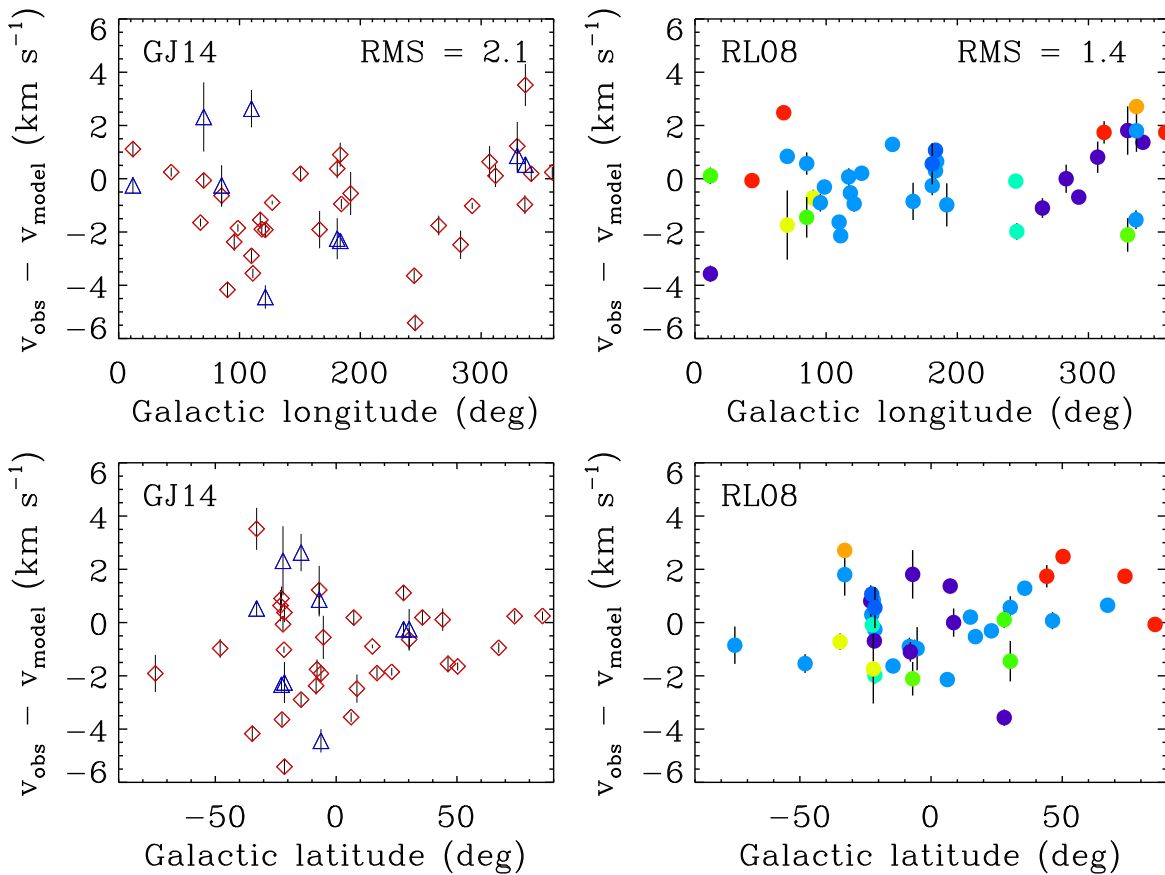 GJ14 RMS = 2.1
6
4
2
0
−2
−4
−6
v_obs − v_model (km s⁻¹)
0 100 200 300
Galactic longitude (deg)
RL08 RMS = 1.4
6
4
2
0
−2
−4
−6
v_obs − v_model (km s⁻¹)
0 100 200 300
Galactic longitude (deg)
GJ14
6
4
2
0
−2
−4
−6
v_obs − v_model (km s⁻¹)
−50 0 50
Galactic latitude (deg)
RL08
6
4
2
0
−2
−4
−6
v_obs − v_model (km s⁻¹)
−50 0 50
Galactic latitude (deg)